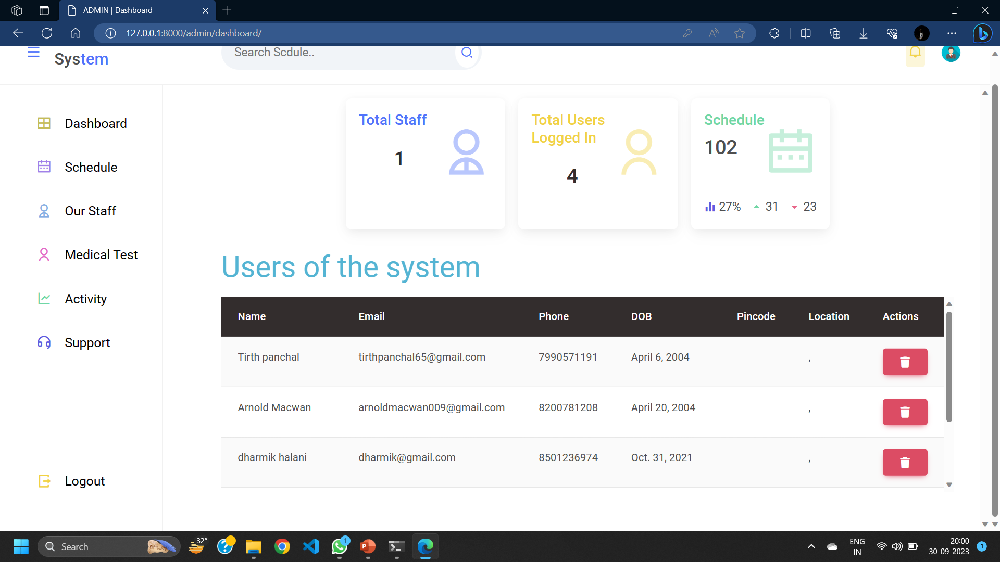 ADMIN | Dashboard
127.0.0.1:8000/admin/dashboard/
System
Search Scdule..
Dashboard
Schedule
Our Staff
Medical Test
Activity
Support
Logout
Total Staff
1
Total Users
Logged In
4
Schedule
102
27% 31 23
Users of the system
Name Email Phone DOB Pincode Location Actions
Tirth panchal tirthpanchal65@gmail.com 7990571191 April 6, 2004 ,
Arnold Macwan arnoldmacwan009@gmail.com 8200781208 April 20, 2004 ,
dharmik halani dharmik@gmail.com 8501236974 Oct. 31, 2021 ,
Search
32°
1
ENG
IN
20:00
30-09-2023
1